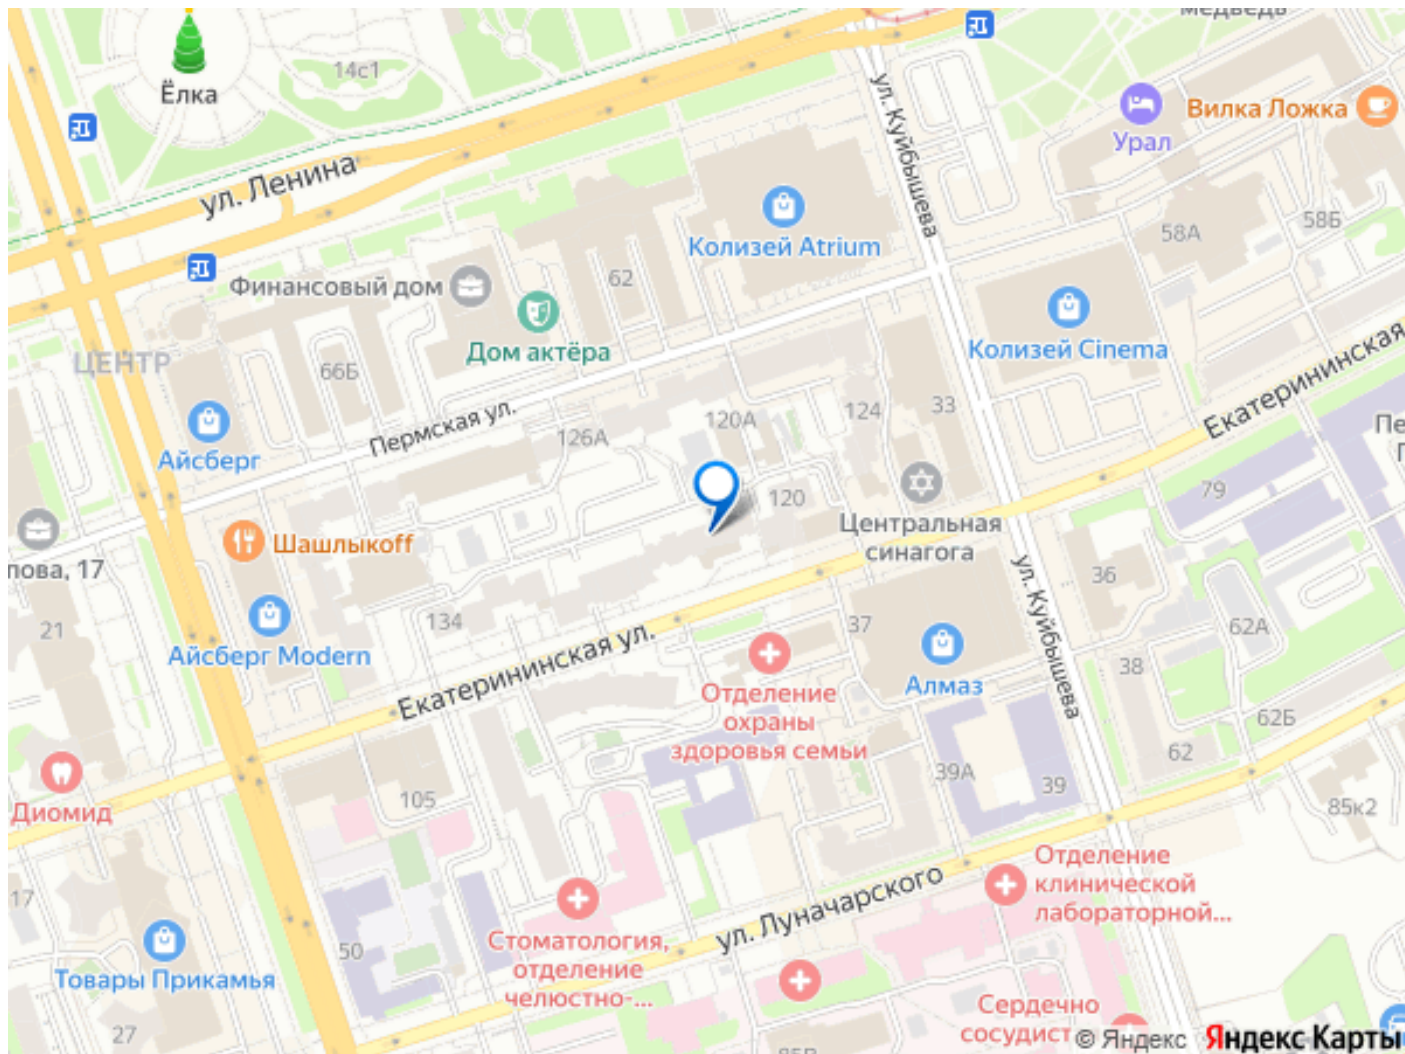 медведь
14с1
Ёлка
Вилка Ложка
Урал
ул. Ленина
ул. Куйбышева
58А
58Б
Колизей Atrium
62
Финансовый дом
Дом актёра
Колизей Cinema
ЦЕНТР
66Б
Екатерининская
Пермская ул.
126А
120А
124
33
Айсберг
79
120
Центральная
синагога
Шашлыкoff
лова, 17
36
ул. Куйбышева
21
134
37
62А
Айсберг Modern
Екатерининская ул.
Отделение
охраны
здоровья семьи
Алмаз
38
62Б
62
Диомид
105
39А
39
85к2
Отделение
клинической
лабораторной...
17
ул. Луначарского
50
Стоматология,
отделение
челюстно-...
Товары Прикамья
27
Сердечно
сосудист
© Яндекс
Яндекс Карты